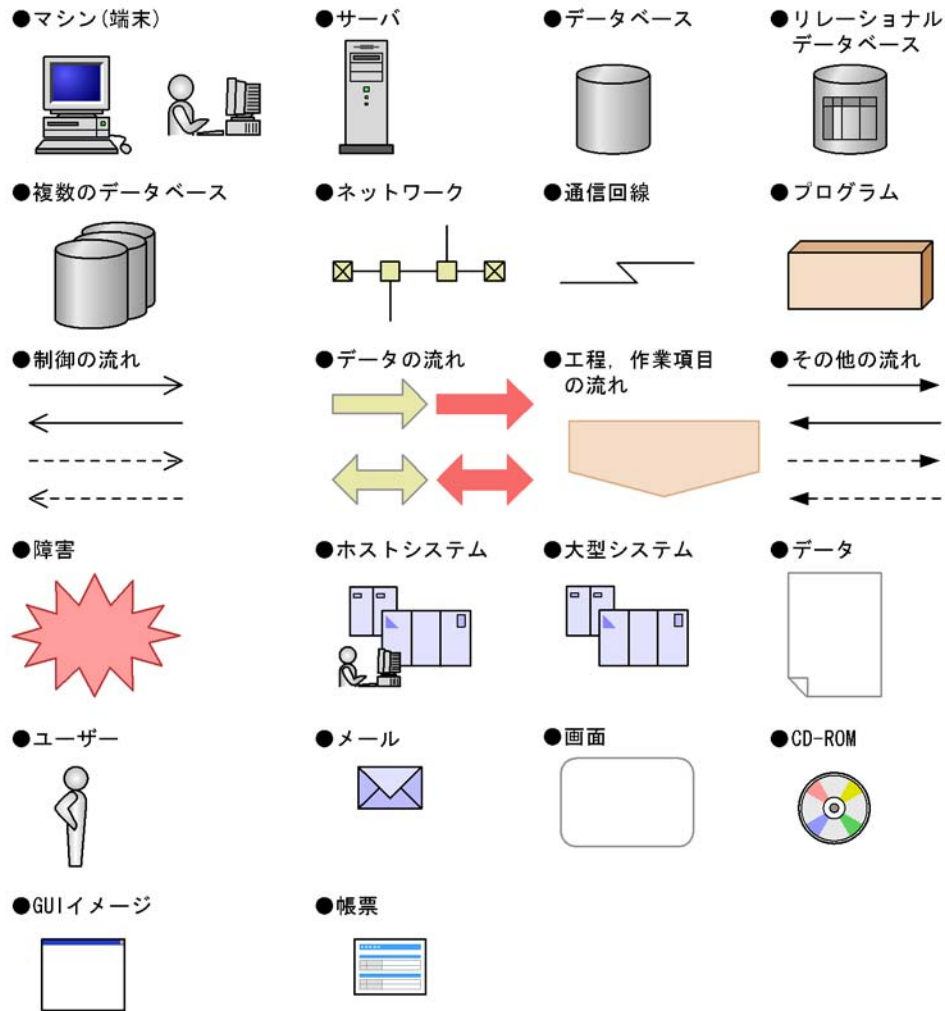 ●マシン(端末)
●サーバ
●データベース
●リレーショナル
データベース
●複数のデータベース
●ネットワーク
●通信回線
●プログラム
●制御の流れ
●データの流れ
●工程，作業項目
の流れ
●その他の流れ
●障害
●ホストシステム
●大型システム
●データ
●ユーザー
●メール
●画面
●CD-ROM
●GUIイメージ
●帳票